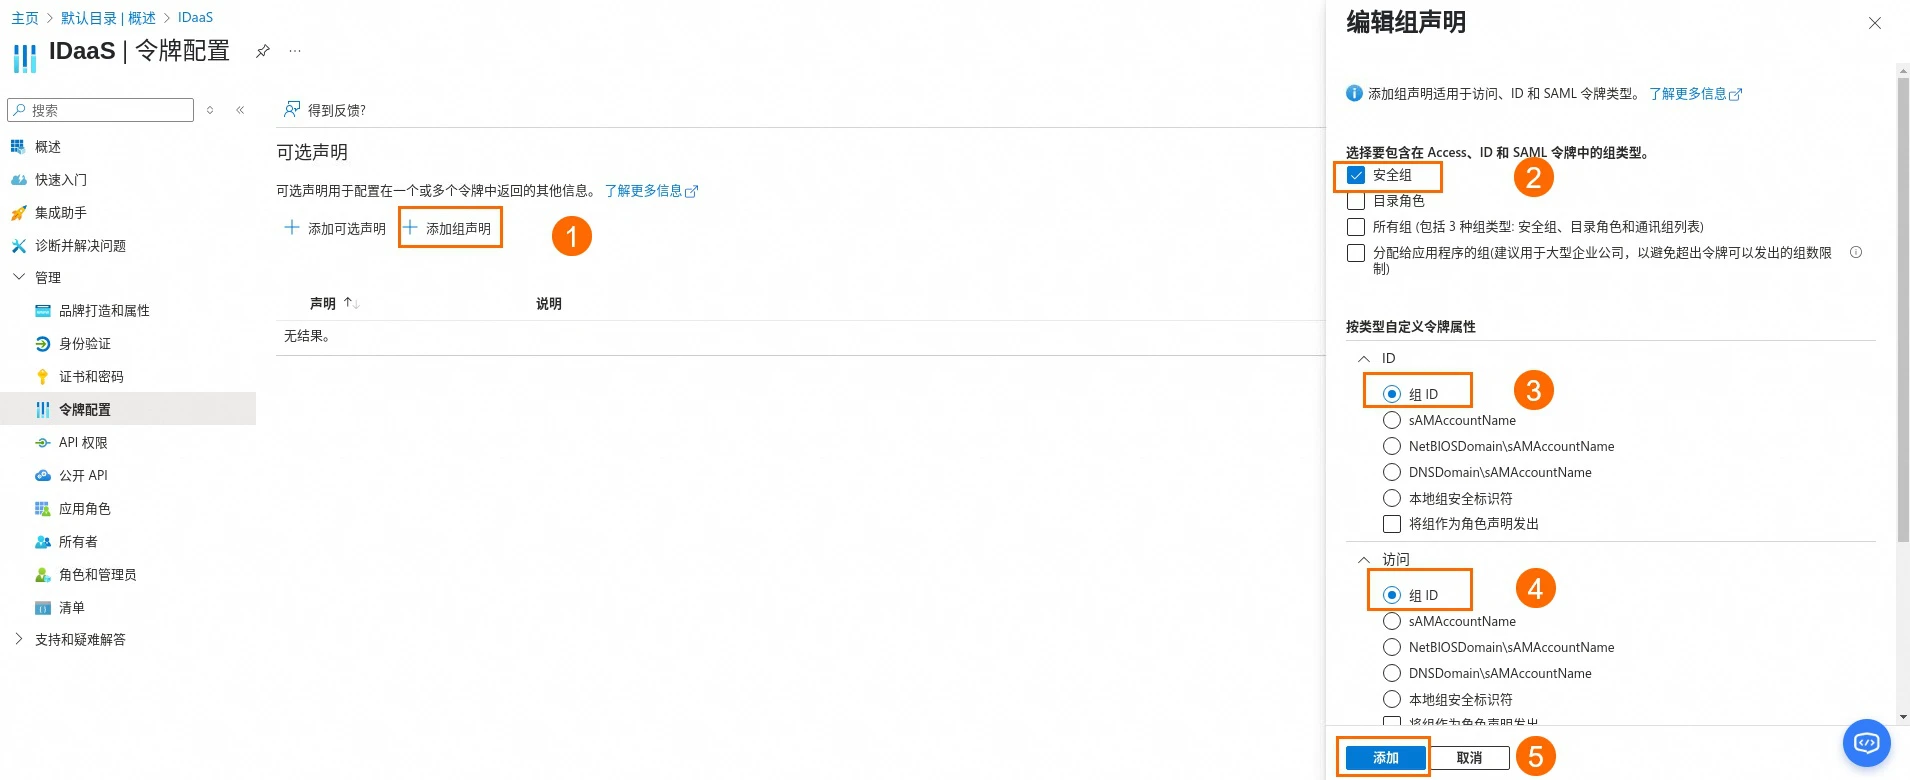 主页 > 默认目录 | 概述 > IDaaS
IDaaS | 令牌配置
搜索
概述
快速入门
集成助手
诊断并解决问题
管理
品牌打造和属性
身份验证
证书和密码
令牌配置
API 权限
公开 API
应用角色
所有者
角色和管理员
清单
支持和疑难解答
得到反馈?
可选声明
可选声明用于配置在一个或多个令牌中返回的其他信息。 了解更多信息
添加可选声明
添加组声明
1
声明
说明
无结果。
编辑组声明
添加组声明适用于访问、ID 和 SAML 令牌类型。 了解更多信息
选择要包含在 Access、ID 和 SAML 令牌中的组类型。
安全组
2
目录角色
所有组 (包括 3 种组类型: 安全组、目录角色和通讯组列表)
分配给应用程序的组(建议用于大型企业公司，以避免超出令牌可以发出的组数限
制)
按类型自定义令牌属性
ID
组 ID
3
sAMAccountName
NetBIOSDomain\sAMAccountName
DNSDomain\sAMAccountName
本地组安全标识符
将组作为角色声明发出
访问
组 ID
4
sAMAccountName
NetBIOSDomain\sAMAccountName
DNSDomain\sAMAccountName
本地组安全标识符
将组作为角色声明发出
添加
取消
5